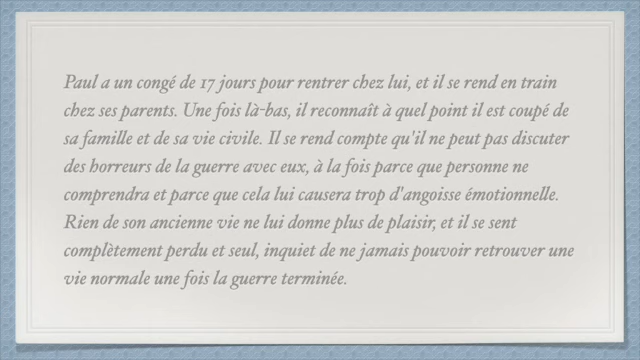 Paul a un congé de 17 jours pour rentrer chez lui, et il se rend en train
chez ses parents. Une fois là-bas, il reconnaît à quel point il est coupé de
sa famille et de sa vie civile. Il se rend compte qu'il ne peut pas discuter
des horreurs de la guerre avec eux, à la fois parce que personne ne
comprendra et parce que cela lui causera trop d'angoisse émotionnelle.
Rien de son ancienne vie ne lui donne plus de plaisir, et il se sent
complètement perdu et seul, inquiet de ne jamais pouvoir retrouver une
vie normale une fois la guerre terminée.